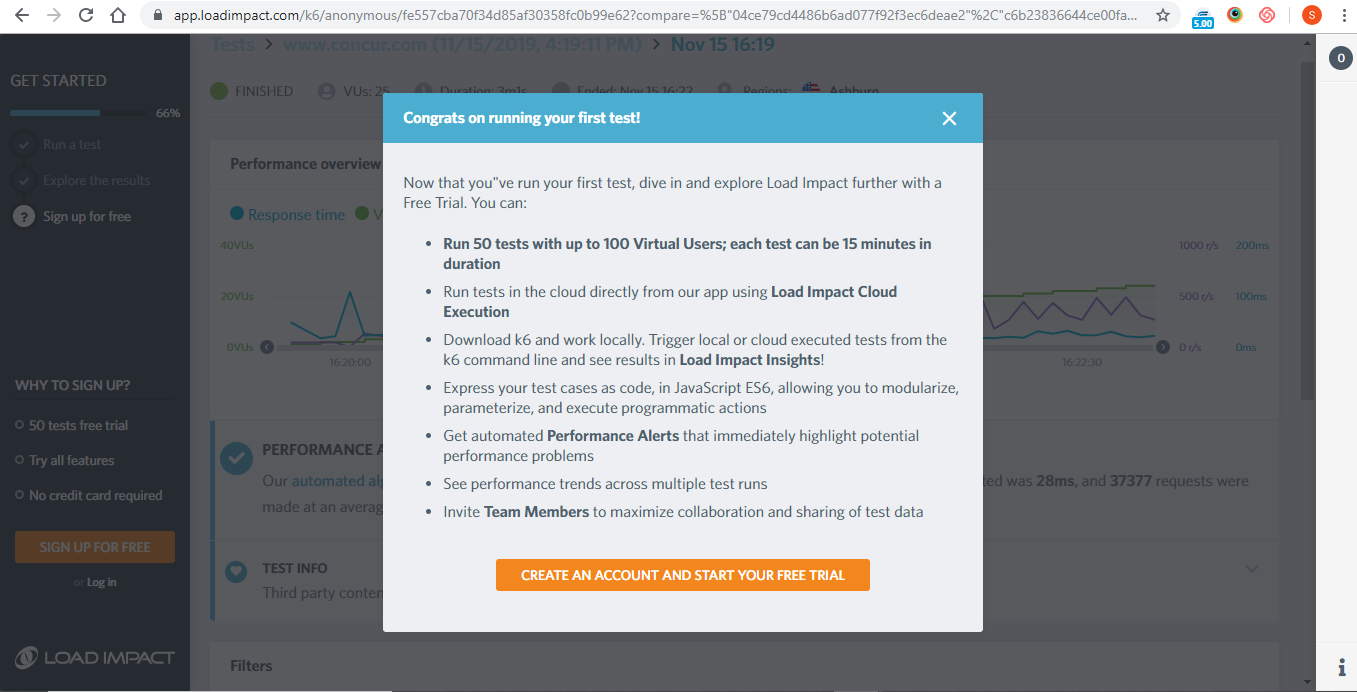 app.loadimpact.com/k6/anonymous/fe557cba70f34d85af30358fc0b99e62?compare=%5B"04ce79cd4486b6ad077f92f3ec6deae2"%2C"c6b23836644ce00fa...
5.00
S
0
Tests > www.concur.com (11/15/2019, 4:19:11 PM) > Nov 15 16:19
GET STARTED
66%
Run a test
Explore the results
? Sign up for free
FINISHED VUs: 25 Duration: 3m1s Ended: Nov 15 16:22 Regions: Ashburn
Performance overview
Response time V
40VUs
20VUs
0VUs
16:20:00
1000 r/s 200ms
500 r/s 100ms
0 r/s 0ms
16:22:30
Congrats on running your first test!
Now that you"ve run your first test, dive in and explore Load Impact further with a
Free Trial. You can:
• Run 50 tests with up to 100 Virtual Users; each test can be 15 minutes in
duration
• Run tests in the cloud directly from our app using Load Impact Cloud
Execution
• Download k6 and work locally. Trigger local or cloud executed tests from the
k6 command line and see results in Load Impact Insights!
• Express your test cases as code, in JavaScript ES6, allowing you to modularize,
parameterize, and execute programmatic actions
• Get automated Performance Alerts that immediately highlight potential
performance problems
• See performance trends across multiple test runs
• Invite Team Members to maximize collaboration and sharing of test data
CREATE AN ACCOUNT AND START YOUR FREE TRIAL
WHY TO SIGN UP?
50 tests free trial
Try all features
No credit card required
SIGN UP FOR FREE
or Log in
LOAD IMPACT
PERFORMANCE A
Our automated alg
ted was 28ms, and 37377 requests were
made at an averag
TEST INFO
Third party conten
Filters